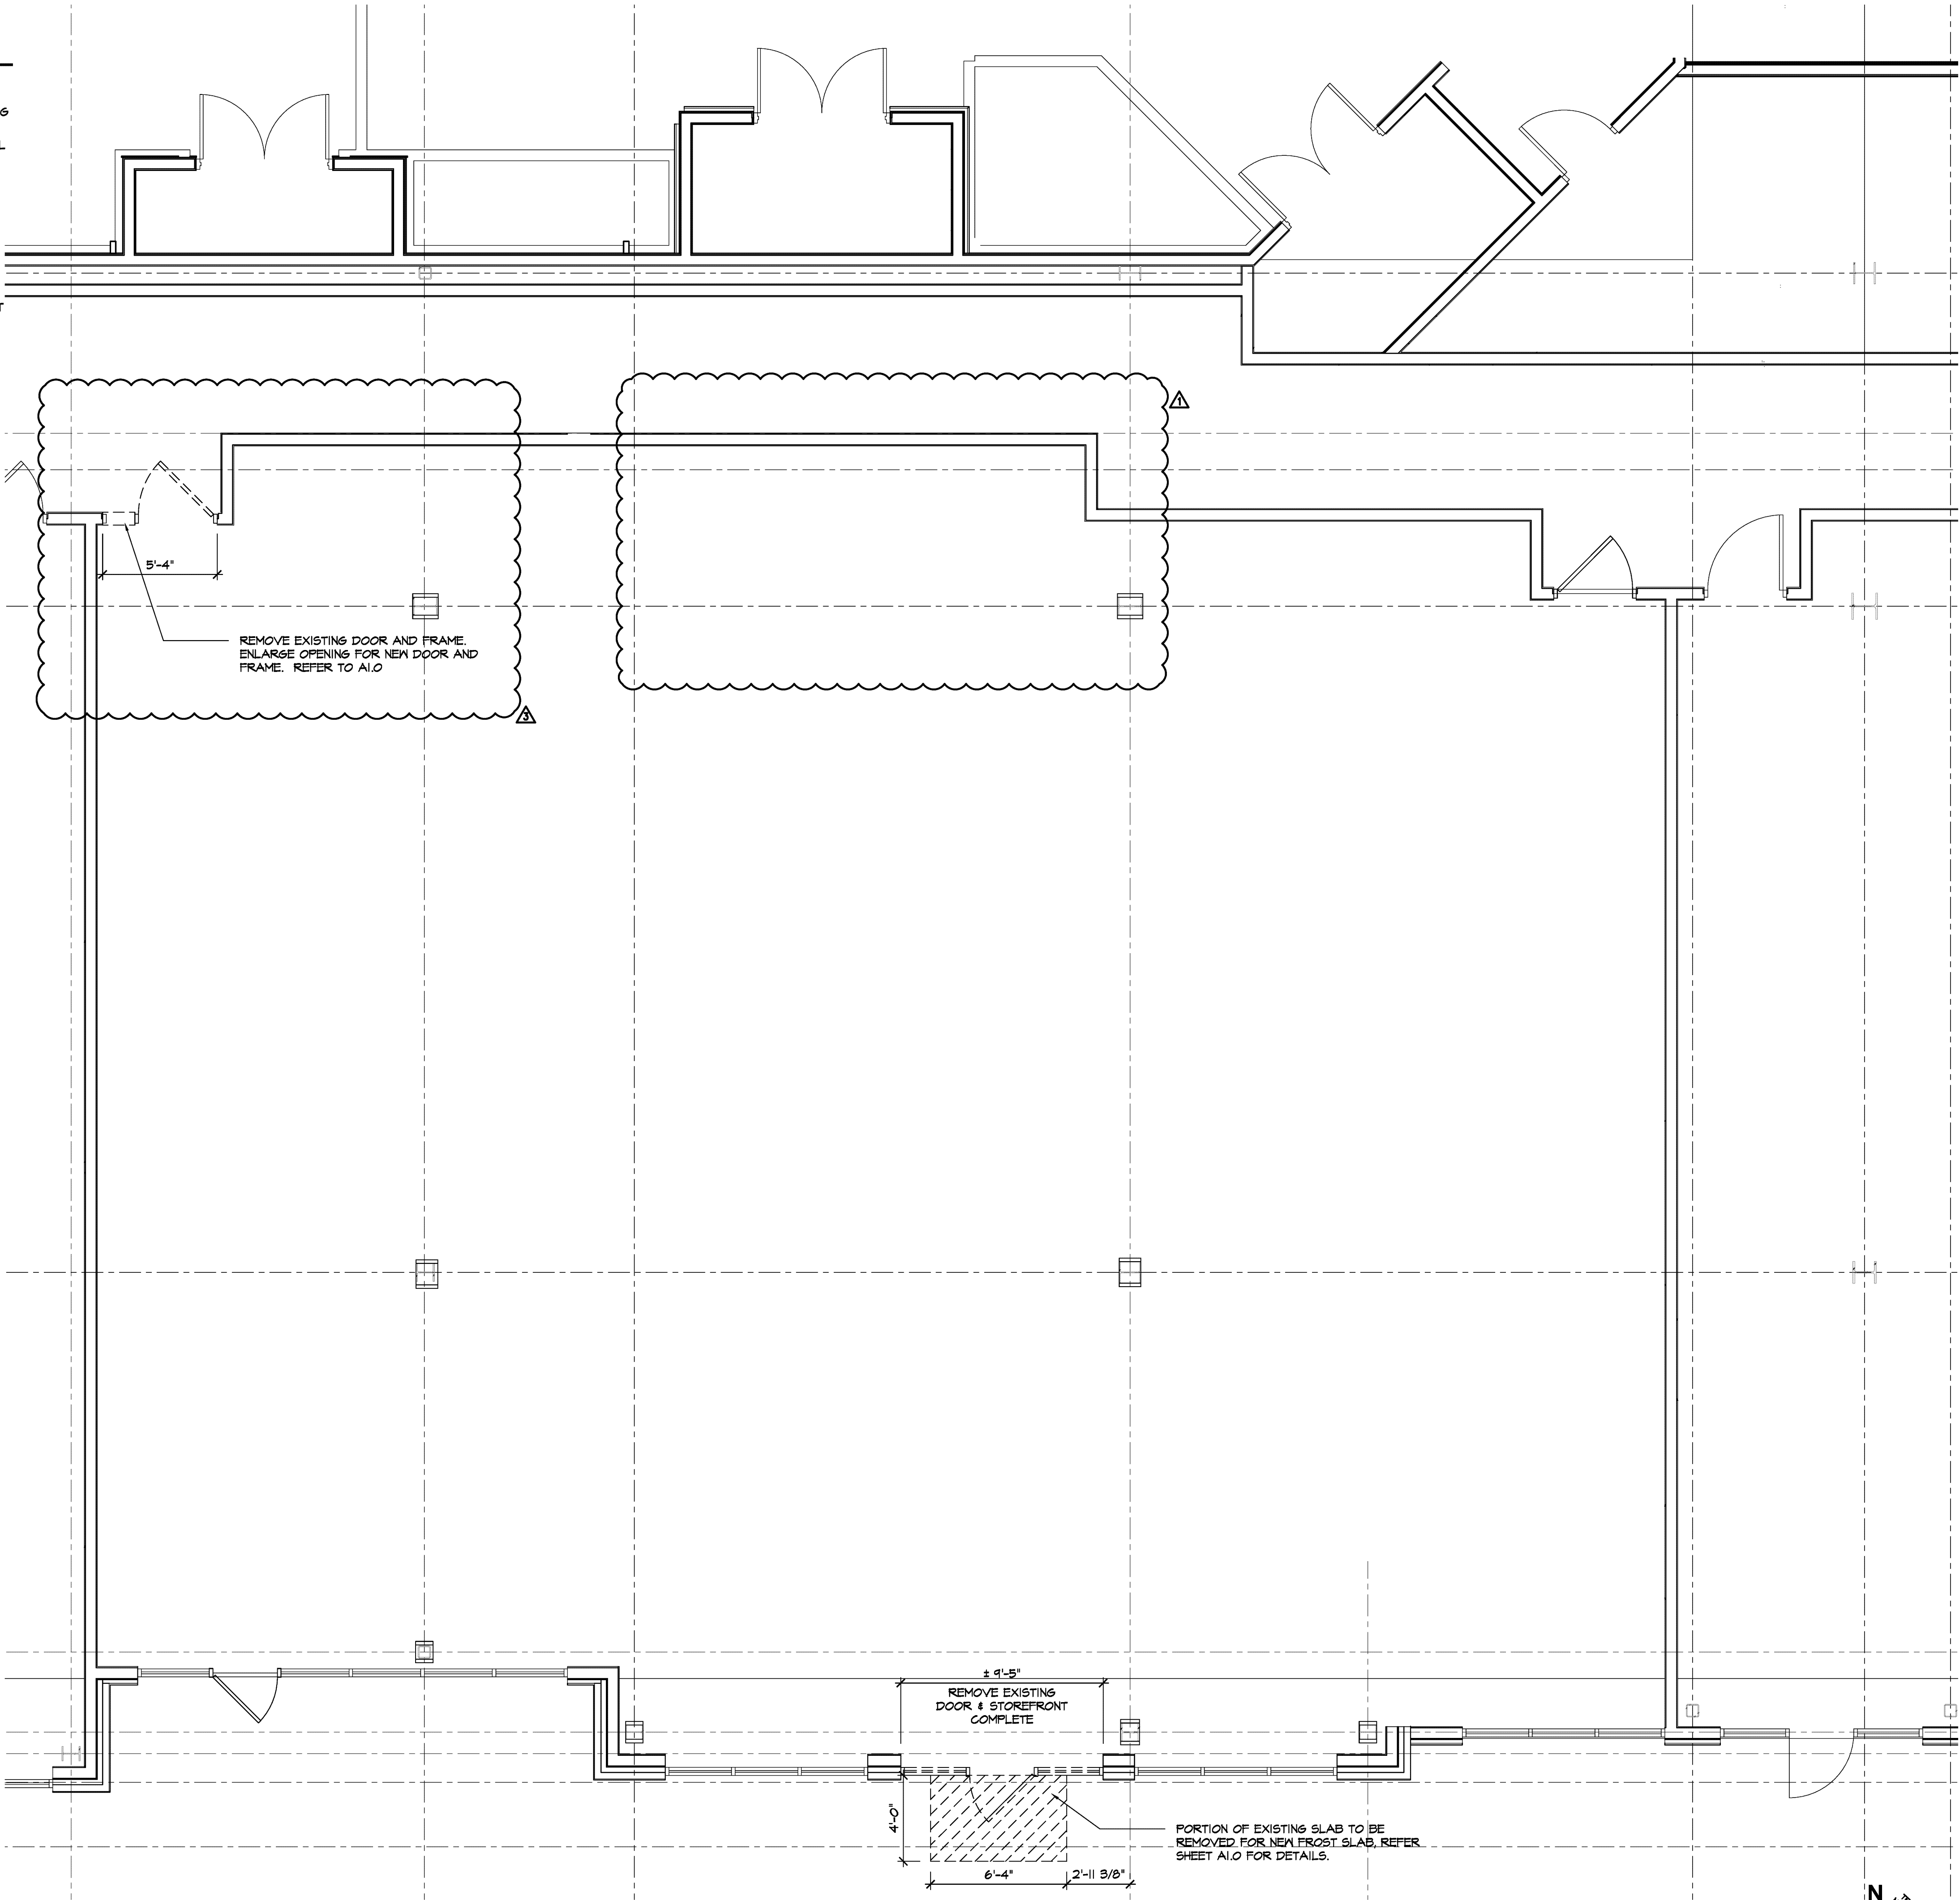 G
L
T
1
5'-4"
REMOVE EXISTING DOOR AND FRAME.
ENLARGE OPENING FOR NEW DOOR AND
FRAME. REFER TO A1.0
3
± 9'-5"
REMOVE EXISTING
DOOR & STOREFRONT
COMPLETE
4'-0"
PORTION OF EXISTING SLAB TO BE
REMOVED FOR NEW FROST SLAB, REFER
SHEET A1.0 FOR DETAILS.
6'-4" 2'-11 3/8"
N